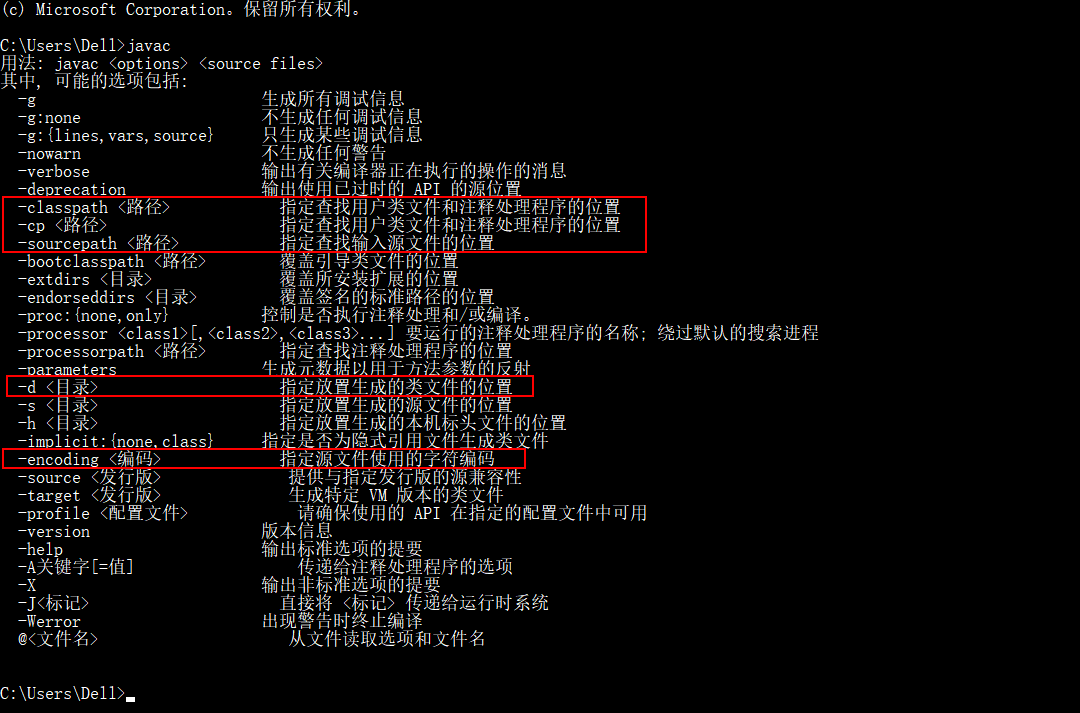 (c) Microsoft Corporation。保留所有权利。
C:\Users\Dell>javac
用法: javac <options> <source files>
其中, 可能的选项包括:
-g 生成所有调试信息
-g:none 不生成任何调试信息
-g:{lines,vars,source} 只生成某些调试信息
-nowarn 不生成任何警告
-verbose 输出有关编译器正在执行的操作的消息
-deprecation 输出使用已过时的 API 的源位置
-classpath <路径> 指定查找用户类文件和注释处理程序的位置
-cp <路径> 指定查找用户类文件和注释处理程序的位置
-sourcepath <路径> 指定查找输入源文件的位置
-bootclasspath <路径> 覆盖引导类文件的位置
-extdirs <目录> 覆盖所安装扩展的位置
-endorseddirs <目录> 覆盖签名的标准路径的位置
-proc:{none,only} 控制是否执行注释处理和/或编译。
-processor <class1>[,<class2>,<class3>...] 要运行的注释处理程序的名称; 绕过默认的搜索进程
-processorpath <路径> 指定查找注释处理程序的位置
-parameters 生成元数据以用于方法参数的反射
-d <目录> 指定放置生成的类文件的位置
-s <目录> 指定放置生成的源文件的位置
-h <目录> 指定放置生成的本机标头文件的位置
-implicit:{none,class} 指定是否为隐式引用文件生成类文件
-encoding <编码> 指定源文件使用的字符编码
-source <发行版> 提供与指定发行版的源兼容性
-target <发行版> 生成特定 VM 版本的类文件
-profile <配置文件> 请确保使用的 API 在指定的配置文件中可用
-version 版本信息
-help 输出标准选项的提要
-A关键字[=值] 传递给注释处理程序的选项
-X 输出非标准选项的提要
-J<标记> 直接将 <标记> 传递给运行时系统
-Werror 出现警告时终止编译
@<文件名> 从文件读取选项和文件名
C:\Users\Dell>